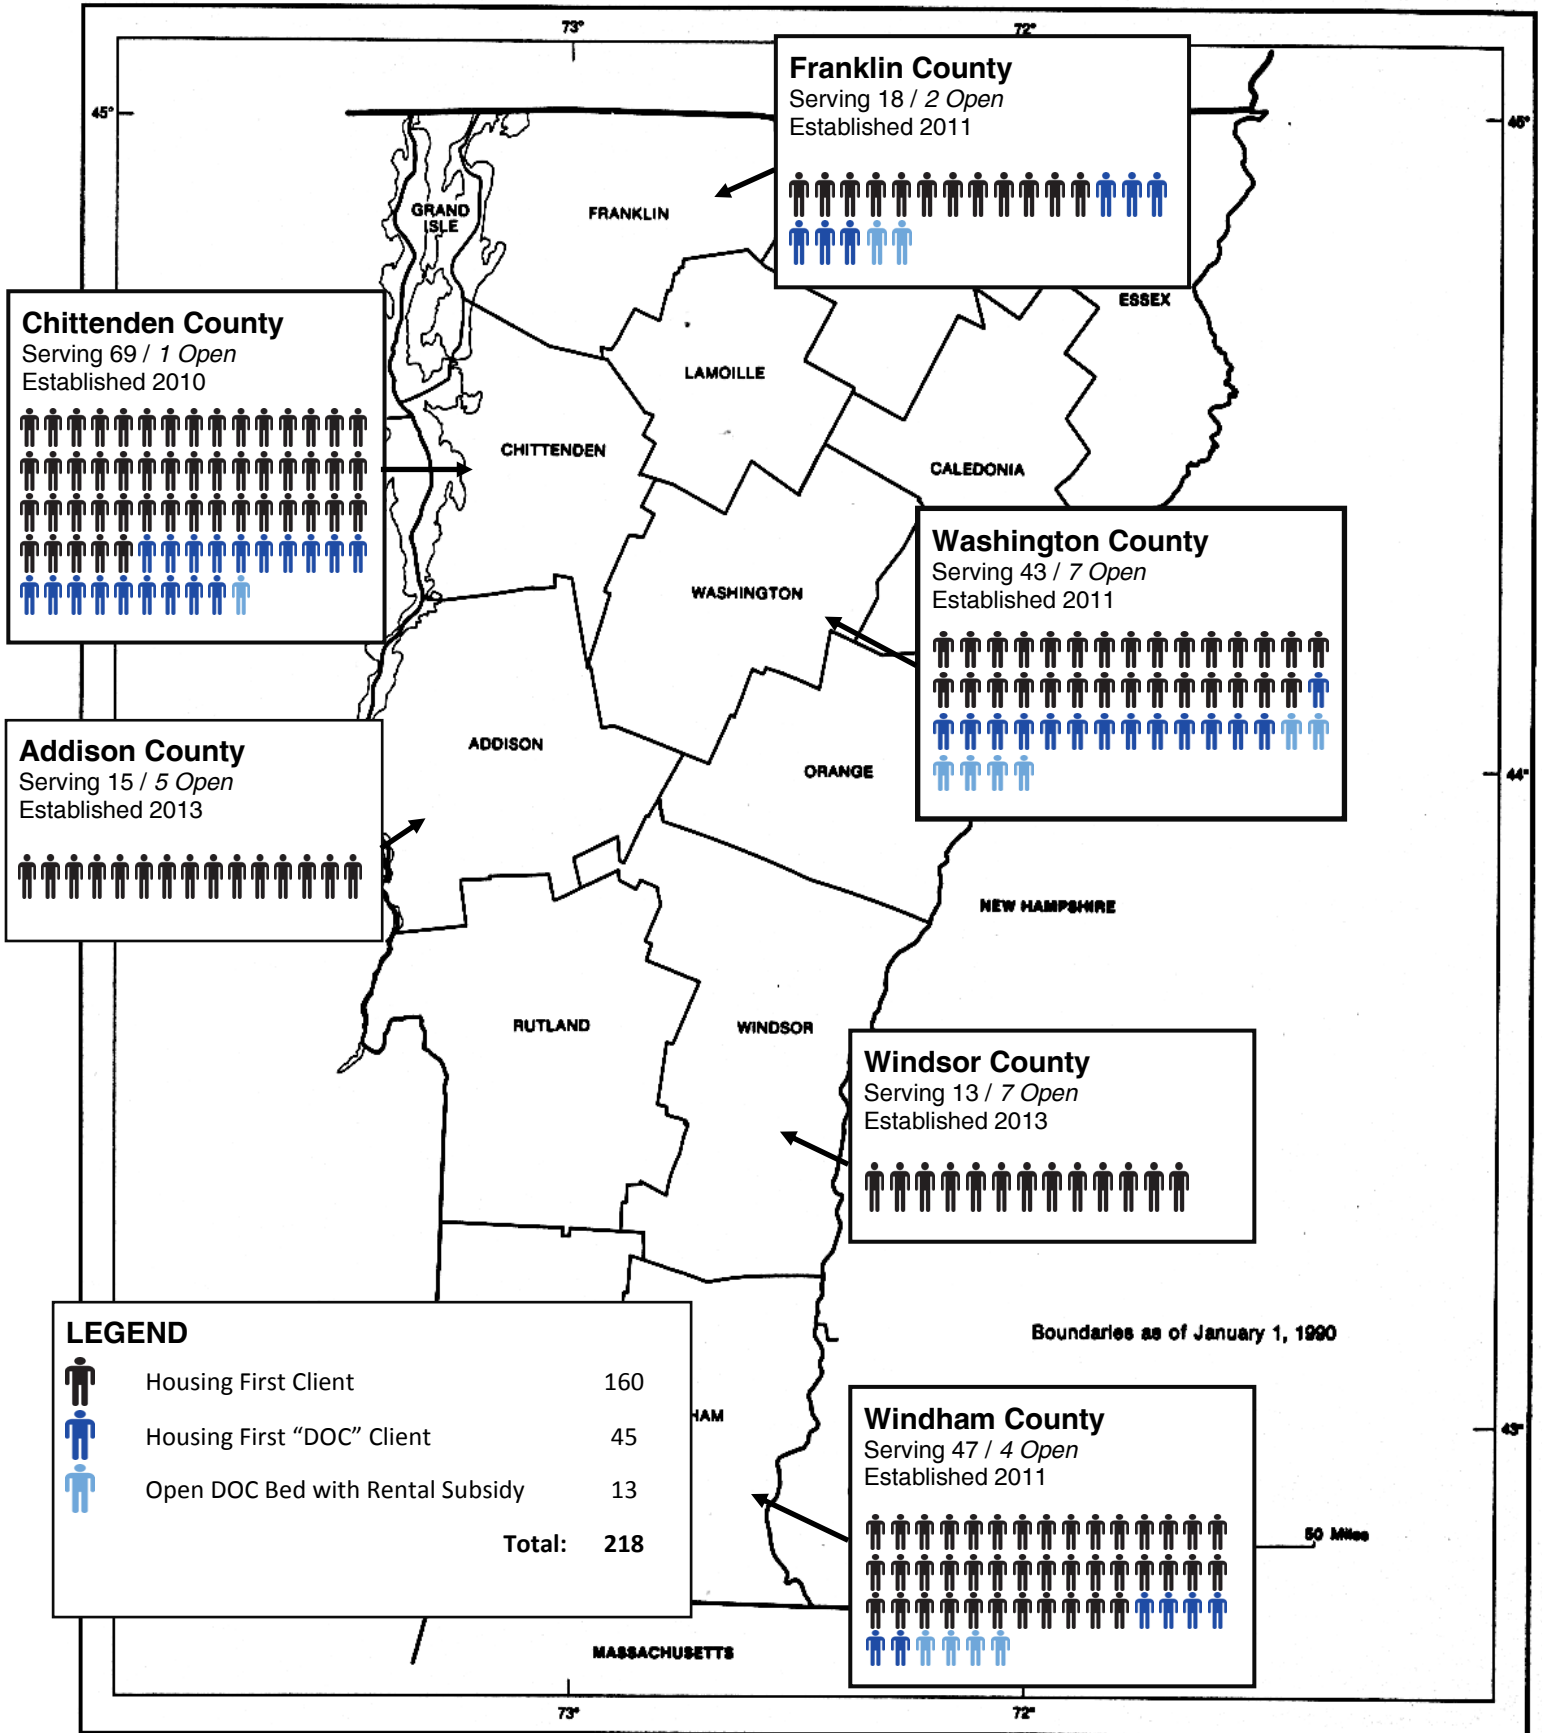 73°
72°
45°
45°
Franklin County
Serving 18 / 2 Open
Established 2011
GRAND
ISLE
FRANKLIN
ESSEX
Chittenden County
Serving 69 / 1 Open
Established 2010
LAMOILLE
CHITTENDEN
CALEDONIA
Washington County
Serving 43 / 7 Open
Established 2011
WASHINGTON
Addison County
Serving 15 / 5 Open
Established 2013
ADDISON
ORANGE
44°
NEW HAMPSHIRE
RUTLAND
WINDSOR
Windsor County
Serving 13 / 7 Open
Established 2013
LEGEND
Housing First Client 160
Housing First “DOC” Client 45
Open DOC Bed with Rental Subsidy 13
Total: 218
Boundaries as of January 1, 1990
HAM
43°
Windham County
Serving 47 / 4 Open
Established 2011
50 Miles
MASSACHUSETTS
73°
72°